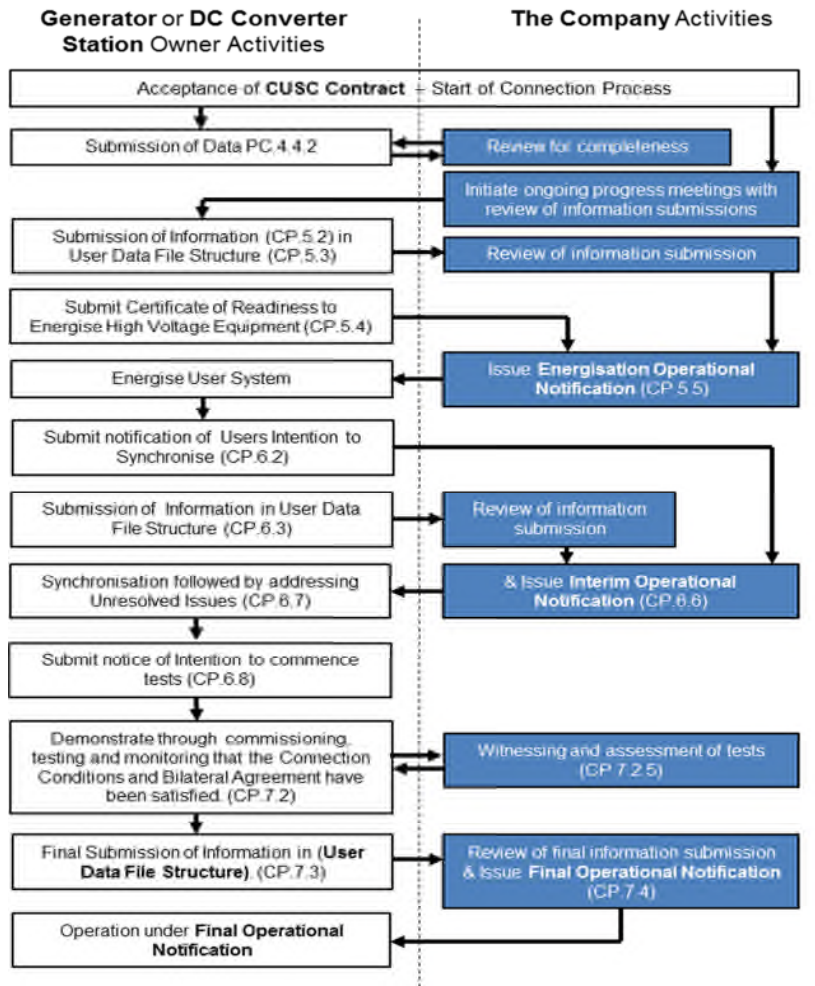 Generator or DC Converter
Station Owner Activities
The Company Activities
Acceptance of CUSC Contract – Start of Connection Process
Submission of Data PC.4.4.2
Review for completeness
Initiate ongoing progress meetings with
review of information submissions
Submission of Information (CP.5.2) in
User Data File Structure (CP.5.3)
Review of information submission
Submit Certificate of Readiness to
Energise High Voltage Equipment (CP.5.4)
Issue Energisation Operational
Notification (CP.5.5)
Energise User System
Submit notification of Users Intention to
Synchronise (CP.6.2)
Submission of Information in User Data
File Structure (CP.6.3)
Review of information
submission
Synchronisation followed by addressing
Unresolved Issues (CP.6.7)
& Issue Interim Operational
Notification (CP.6.6)
Submit notice of Intention to commence
tests (CP.6.8)
Demonstrate through commissioning,
testing and monitoring that the Connection
Conditions and Bilateral Agreement have
been satisfied. (CP.7.2)
Witnessing and assessment of tests
(CP.7.2.5)
Final Submission of Information in (User
Data File Structure). (CP.7.3)
Review of final information submission
& Issue Final Operational Notification
(CP.7.4)
Operation under Final Operational
Notification